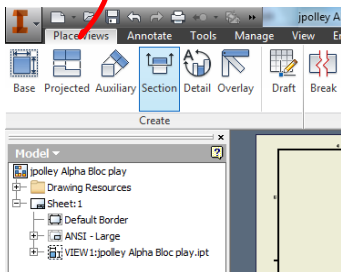 jpolley A
Place Views Annotate Tools Manage View En
Base Projected Auxiliary Section Detail Overlay Draft Break
Create
Model
jpolley Alpha Bloc play
Drawing Resources
Sheet:1
Default Border
ANSI - Large
VIEW1:jpolley Alpha Bloc play.ipt